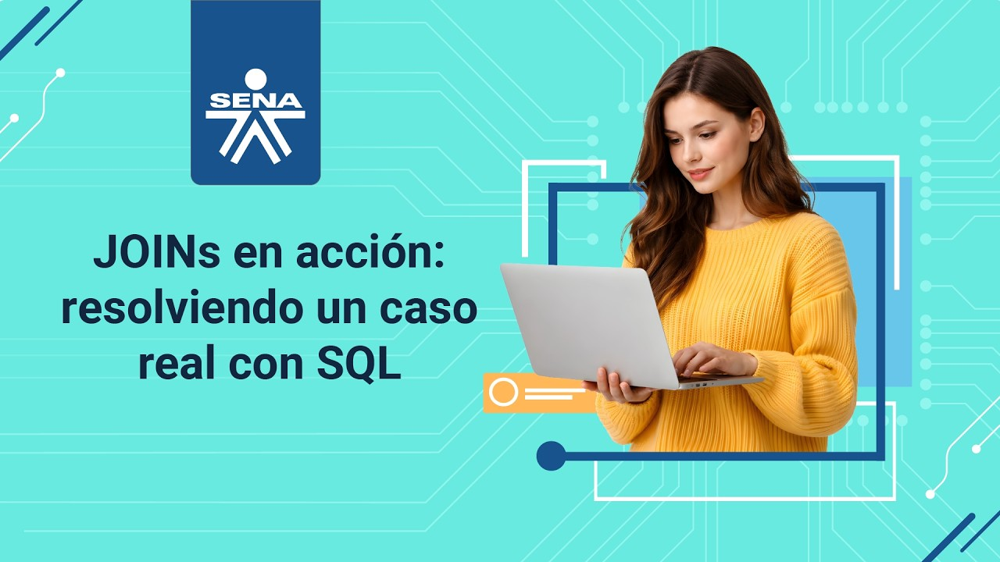 SENA
JOINs en acción:
resolviendo un caso
real con SQL